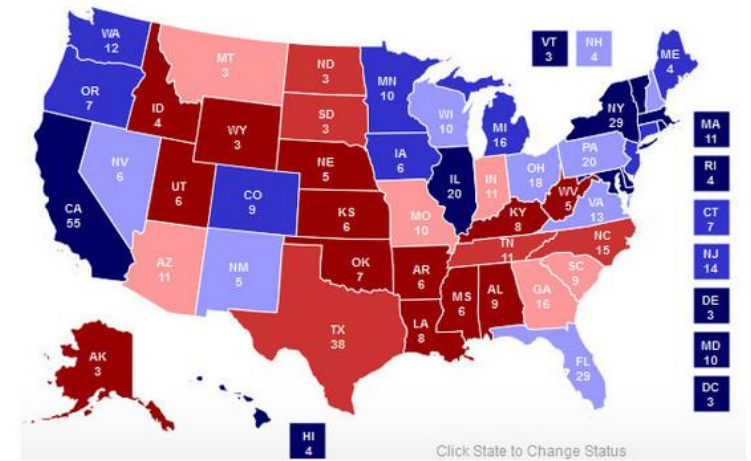 WA
12
OR
7
CA
55
NV
6
ID
4
MT
3
WY
3
UT
6
CO
9
AZ
11
NM
5
ND
3
SD
3
NE
5
KS
6
OK
7
TX
38
MN
10
IA
6
MO
10
AR
6
LA
8
WI
10
IL
20
MI
16
IN
11
OH
18
KY
8
TN
11
MS
6
AL
9
GA
16
FL
29
SC
9
NC
15
VA
13
WV
5
PA
20
NY
29
ME
4
VT
3
NH
4
MA
11
RI
4
CT
7
NJ
14
DE
3
MD
10
DC
3
AK
3
HI
4
Click State to Change Status